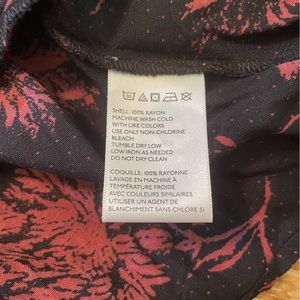 SHELL: 100% RAYON
MACHINE WASH COLD
WITH LIKE COLORS
USE ONLY NON-CHLORINE
BLEACH
TUMBLE DRY LOW
LOW IRON AS NEEDED
DO NOT DRY CLEAN
COQUILLE: 100% RAYONNE
LAVAGE EN MACHINE À
TEMPÉRATURE FROIDE
AVEC COULEURS SIMILAIRES
UTILISER UN AGENT DE
BLANCHIMENT SANS CHLORE SI